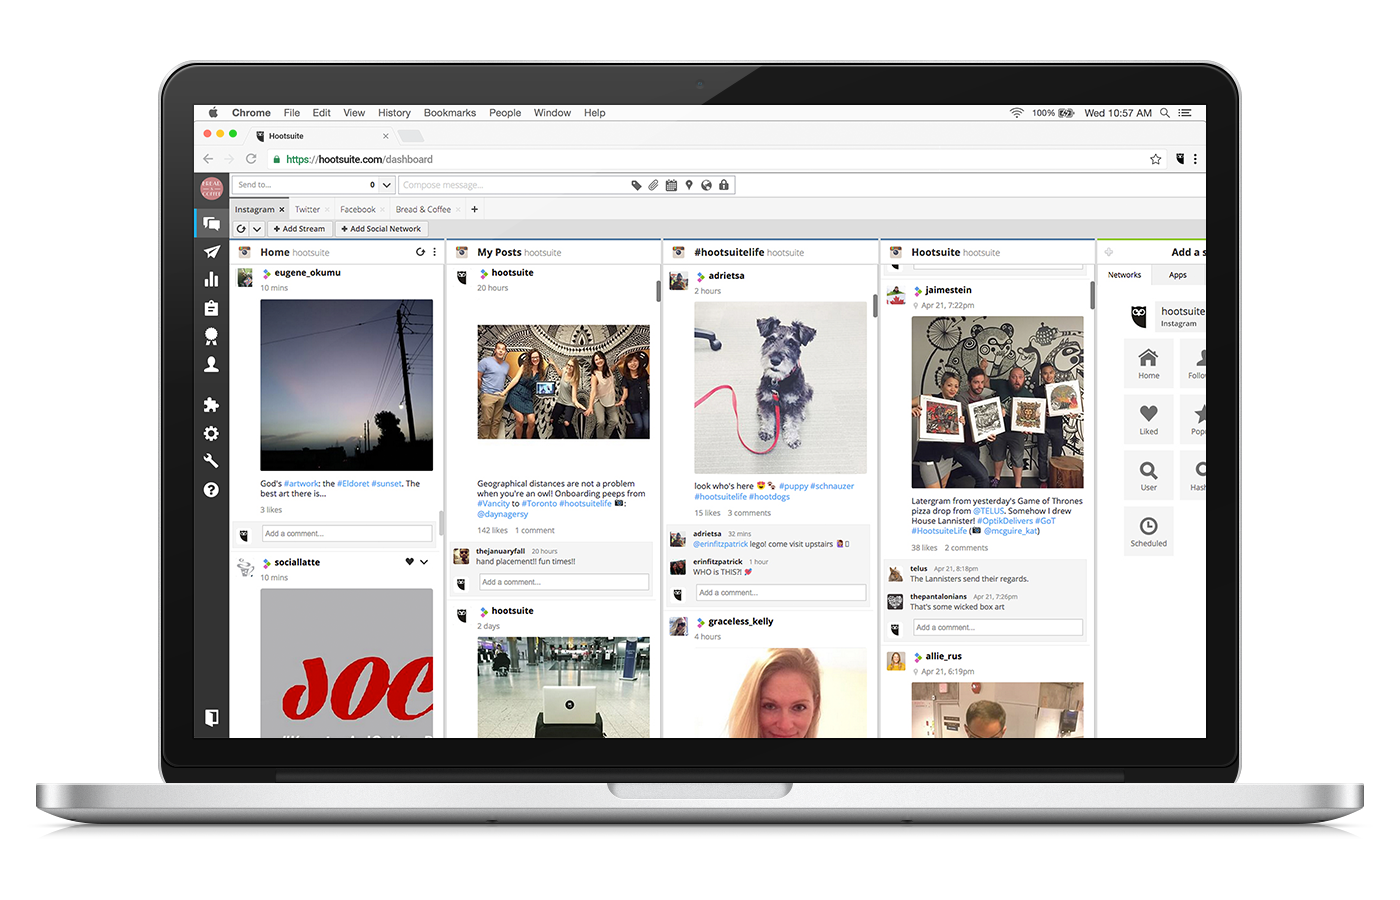 Chrome File Edit View History Bookmarks People Window Help 100% Wed 10:57 AM
Hootsuite
https://hootsuite.com/dashboard
BREAD & COFFEE
Send to... 0 Compose message...
Instagram Twitter Facebook Bread & Coffee +
Add Stream Add Social Network
Home hootsuite
eugene_okumu
10 mins
God's #artwork: the #Eldoret #sunset. The
best art there is...
3 likes
Add a comment...
sociallatte
10 mins
soc
My Posts hootsuite
hootsuite
20 hours
Geographical distances are not a problem
when you're an owl! Onboarding peeps from
#Vancity to #Toronto #hootsuitelife 📷:
@daynagersy
142 likes 1 comment
thejanuaryfall 20 hours
hand placement!! fun times!!
Add a comment...
hootsuite
2 days
#hootsuitelife hootsuite
adrietsa
2 hours
look who's here 😍🐾 #puppy #schnauzer
#hootsuitelife #hootdogs
15 likes 3 comments
adrietsa 32 mins
@erinfitzpatrick lego! come visit upstairs
erinfitzpatrick 1 hour
WHO is THIS?! 💘
Add a comment...
graceless_kelly
4 hours
Hootsuite hootsuite
jaimestein
Apr 21, 7:22pm
Latergram from yesterday's Game of Thrones
pizza drop from @TELUS. Somehow I drew
House Lannister! #OptikDelivers #GoT
#HootsuiteLife (📷 @mcguire_kat)
38 likes 2 comments
telus Apr 21, 8:18pm
The Lannisters send their regards.
thepantalonians Apr 21, 7:26pm
That's some wicked box art
Add a comment...
allie_rus
Apr 21, 6:19pm
Add a s
Networks Apps
hootsuite
Instagram
Home Follo
Liked Pop
User Hash
Scheduled